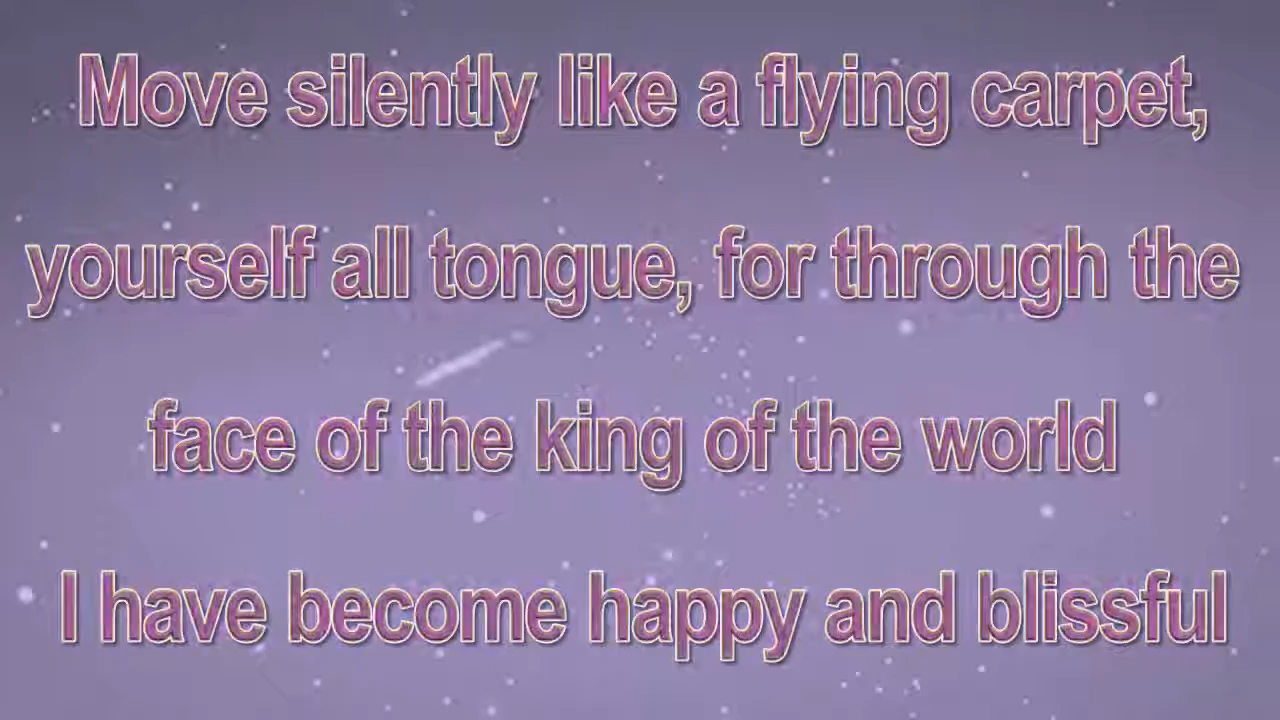 Move silently like a flying carpet,
yourself all tongue, for through the
face of the king of the world
I have become happy and blissful